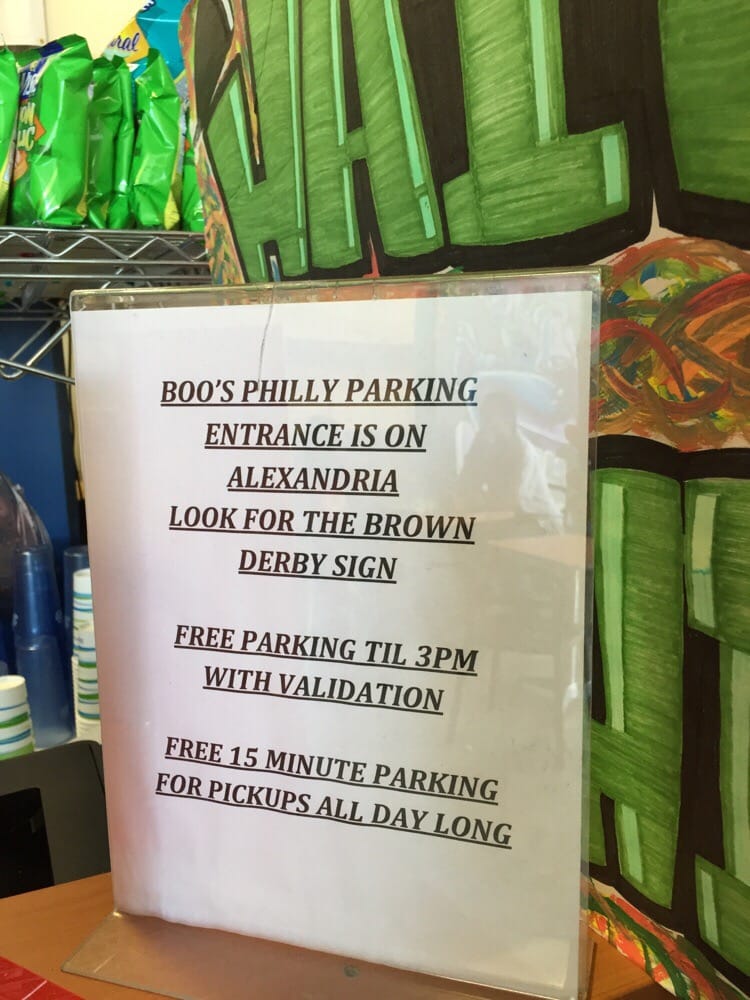 ral
BOO'S PHILLY PARKING
ENTRANCE IS ON
ALEXANDRIA
LOOK FOR THE BROWN
DERBY SIGN
FREE PARKING TIL 3PM
WITH VALIDATION
FREE 15 MINUTE PARKING
FOR PICKUPS ALL DAY LONG